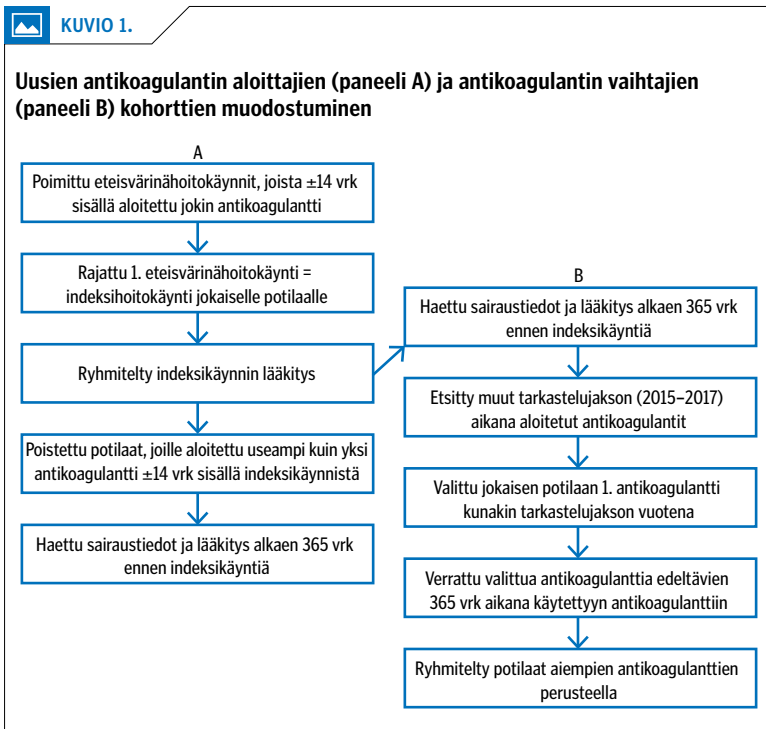 KUVIO 1.
Uusien antikoagulantin aloittajien (paneeli A) ja antikoagulantin vaihtajien
(paneeli B) kohorttien muodostuminen
A
Poimittu eteisvärinähoitokäynnit, joista ±14 vrk
sisällä aloitettu jokin antikoagulantti
Rajattu 1. eteisvärinähoitokäynti =
indeksihoitokäynti jokaiselle potilaalle
Ryhmitelty indeksikäynnin lääkitys
Poistettu potilaat, joille aloitettu useampi kuin yksi
antikoagulantti ±14 vrk sisällä indeksikäynnistä
Haettu sairaustiedot ja lääkitys alkaen 365 vrk
ennen indeksikäyntiä
B
Haettu sairaustiedot ja lääkitys alkaen 365 vrk
ennen indeksikäyntiä
Etsitty muut tarkastelujakson (2015–2017)
aikana aloitetut antikoagulantit
Valittu jokaisen potilaan 1. antikoagulantti
kunakin tarkastelujakson vuotena
Verrattu valittua antikoagulanttia edeltävien
365 vrk aikana käytettyyn antikoagulanttiin
Ryhmitelty potilaat aiempien antikoagulanttien
perusteella